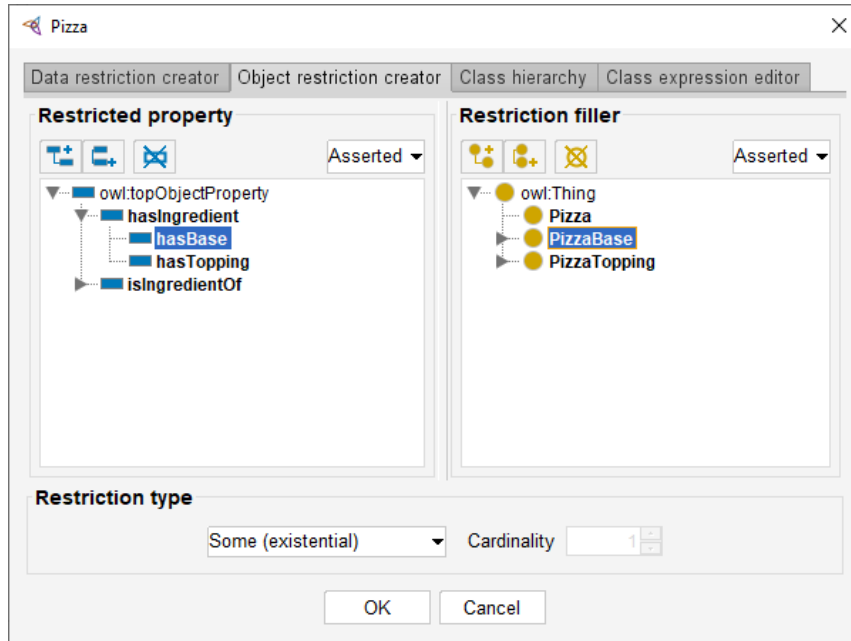 Pizza
Data restriction creator Object restriction creator Class hierarchy Class expression editor
Restricted property
Asserted
owl:topObjectProperty
hasIngredient
hasBase
hasTopping
isIngredientOf
Restriction filler
Asserted
owl:Thing
Pizza
PizzaBase
PizzaTopping
Restriction type
Some (existential) Cardinality 1
OK Cancel